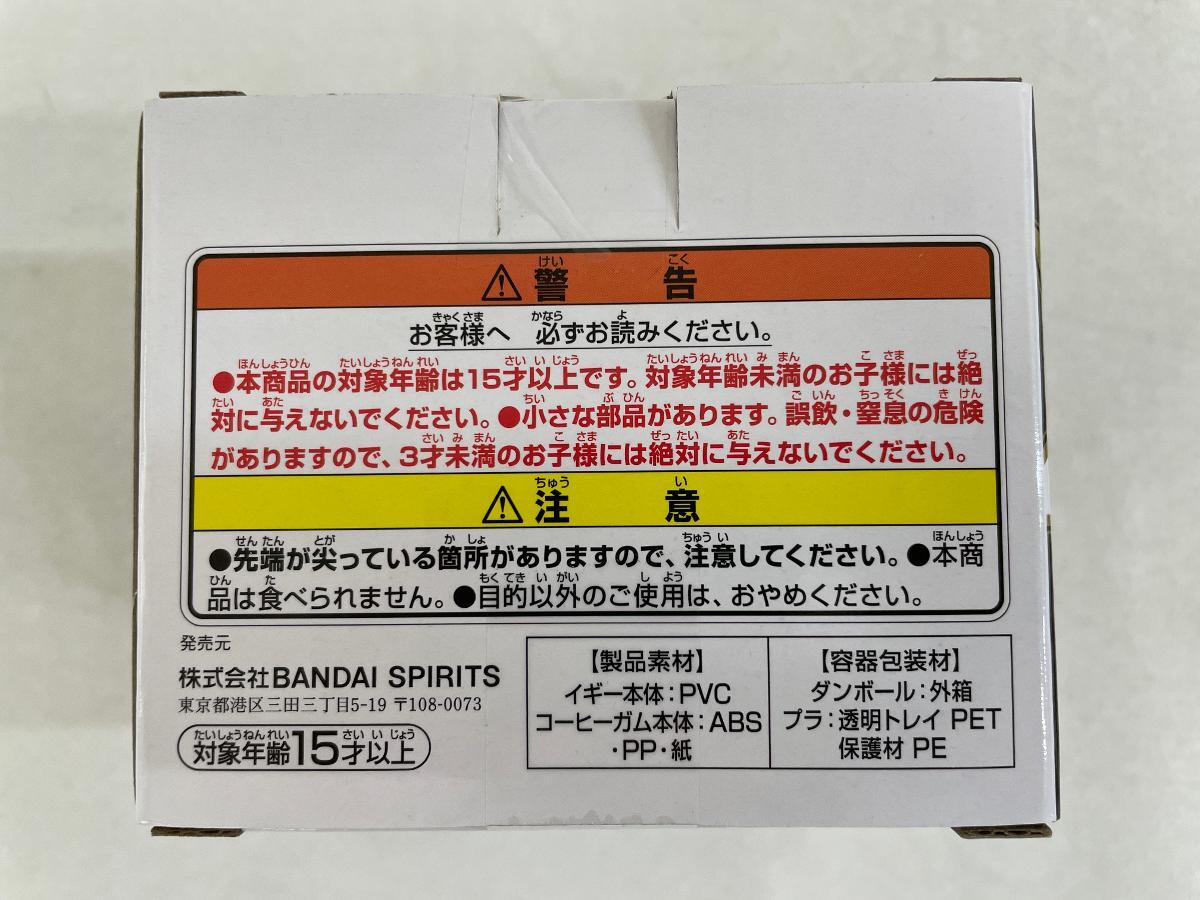 ⚠警告
お客様へ 必ずお読みください。
●本商品の対象年齢は15才以上です。対象年齢未満のお子様には絶
対に与えないでください。●小さな部品があります。誤飲・窒息の危険
がありますので、3才未満のお子様には絶対に与えないでください。
⚠注意
●先端が尖っている箇所がありますので、注意してください。●本商
品は食べられません。●目的以外のご使用は、おやめください。
発売元
株式会社BANDAI SPIRITS
東京都港区三田三丁目5-19 〒108-0073
対象年齢15才以上
【製品素材】
イギー本体:PVC
コーヒーガム本体:ABS
・PP・紙
【容器包装材】
ダンボール:外箱
プラ:透明トレイ PET
保護材 PE